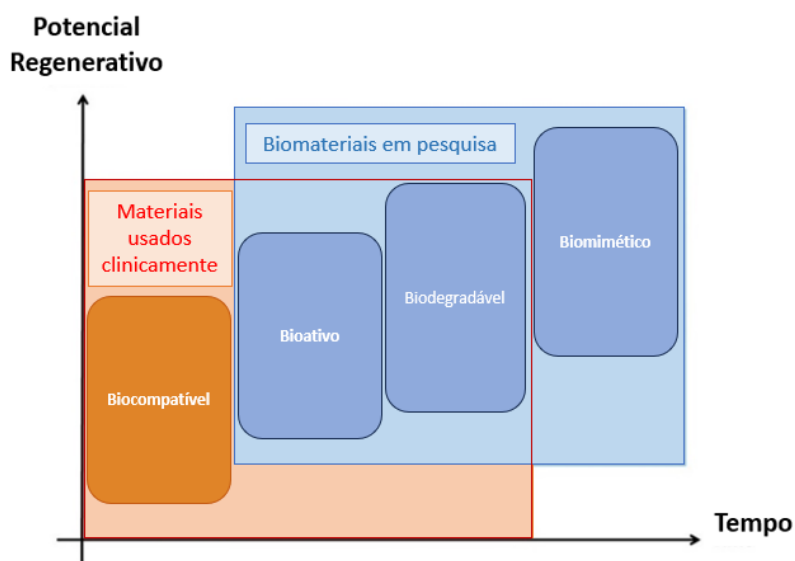 Potencial
Regenerativo
Biomateriais em pesquisa
Materiais
usados
clinicamente
Biomimético
Biodegradável
Bioativo
Biocompatível
Tempo